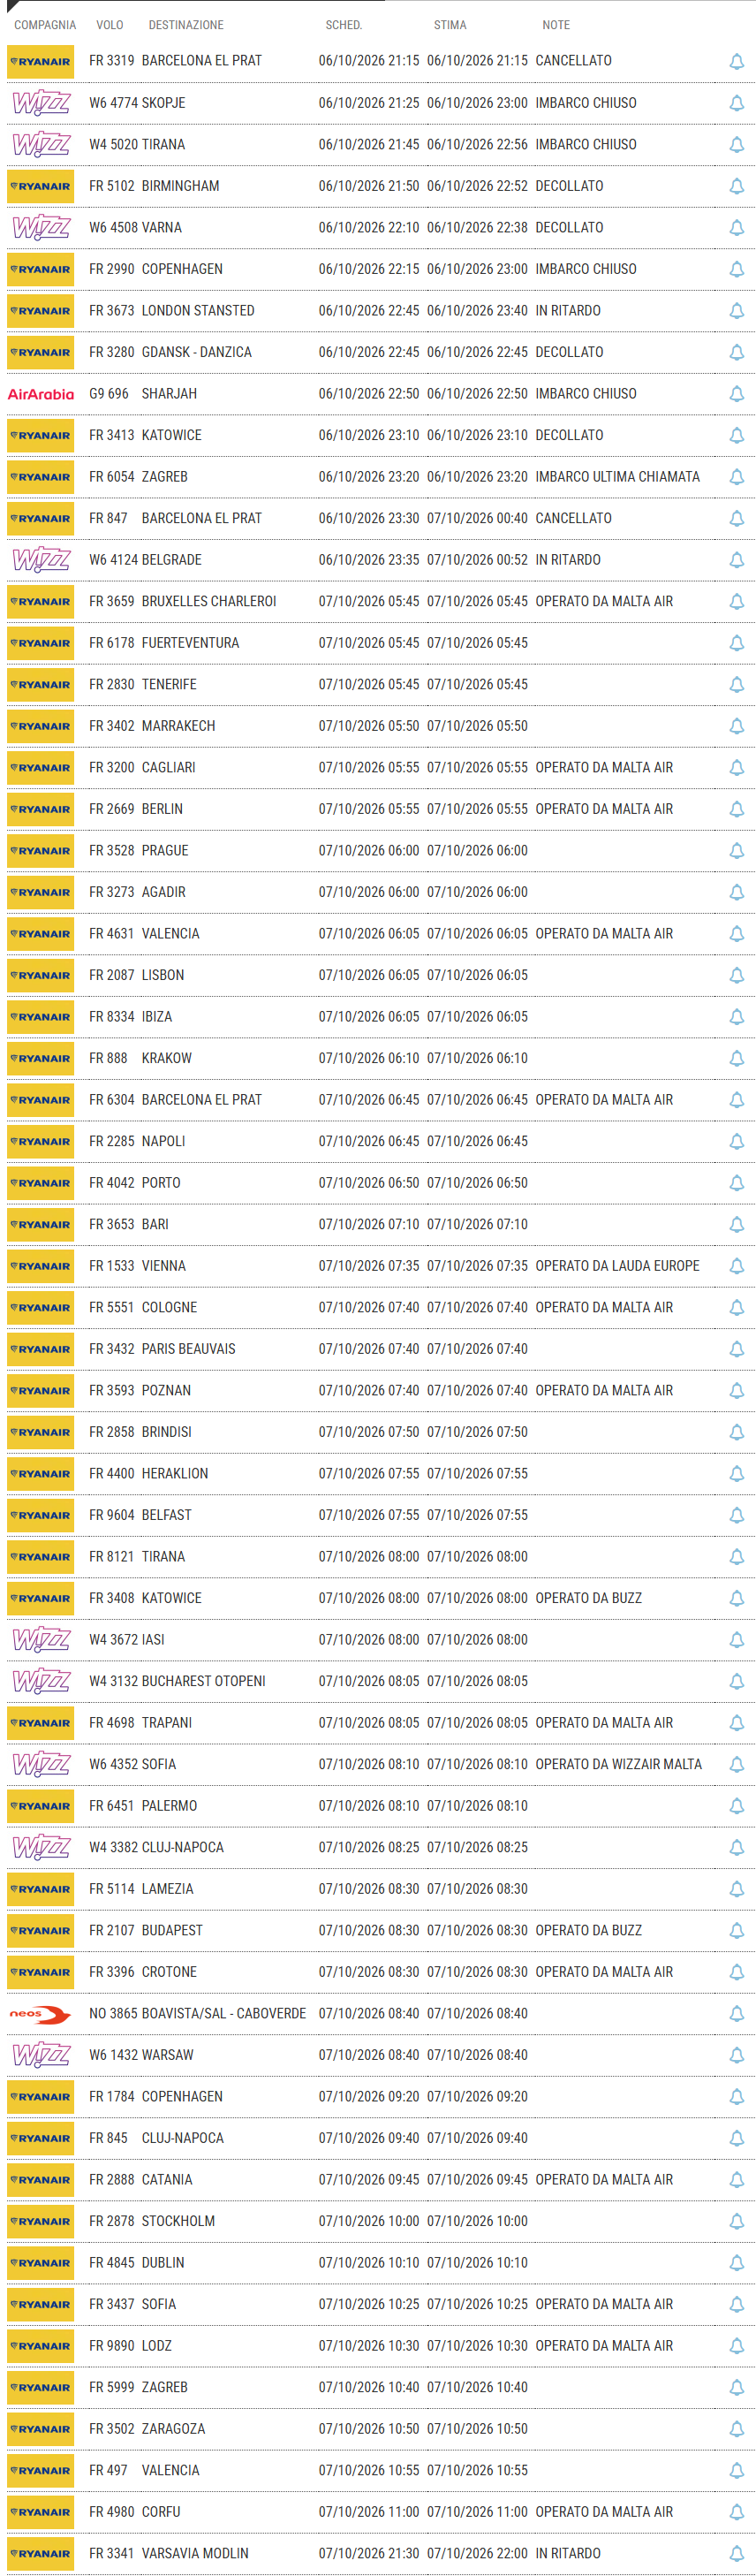 COMPAGNIA VOLO DESTINAZIONE SCHED. STIMA NOTE
RYANAIR FR 3319 BARCELONA EL PRAT 06/10/2026 21:15 06/10/2026 21:15 CANCELLATO
Wizz W6 4774 SKOPJE 06/10/2026 21:25 06/10/2026 23:00 IMBARCO CHIUSO
Wizz W4 5020 TIRANA 06/10/2026 21:45 06/10/2026 22:56 IMBARCO CHIUSO
RYANAIR FR 5102 BIRMINGHAM 06/10/2026 21:50 06/10/2026 22:52 DECOLLATO
Wizz W6 4508 VARNA 06/10/2026 22:10 06/10/2026 22:38 DECOLLATO
RYANAIR FR 2990 COPENHAGEN 06/10/2026 22:15 06/10/2026 23:00 IMBARCO CHIUSO
RYANAIR FR 3673 LONDON STANSTED 06/10/2026 22:45 06/10/2026 23:40 IN RITARDO
RYANAIR FR 3280 GDANSK - DANZICA 06/10/2026 22:45 06/10/2026 22:45 DECOLLATO
AirArabia G9 696 SHARJAH 06/10/2026 22:50 06/10/2026 22:50 IMBARCO CHIUSO
RYANAIR FR 3413 KATOWICE 06/10/2026 23:10 06/10/2026 23:10 DECOLLATO
RYANAIR FR 6054 ZAGREB 06/10/2026 23:20 06/10/2026 23:20 IMBARCO ULTIMA CHIAMATA
RYANAIR FR 847 BARCELONA EL PRAT 06/10/2026 23:30 07/10/2026 00:40 CANCELLATO
Wizz W6 4124 BELGRADE 06/10/2026 23:35 07/10/2026 00:52 IN RITARDO
RYANAIR FR 3659 BRUXELLES CHARLEROI 07/10/2026 05:45 07/10/2026 05:45 OPERATO DA MALTA AIR
RYANAIR FR 6178 FUERTEVENTURA 07/10/2026 05:45 07/10/2026 05:45
RYANAIR FR 2830 TENERIFE 07/10/2026 05:45 07/10/2026 05:45
RYANAIR FR 3402 MARRAKECH 07/10/2026 05:50 07/10/2026 05:50
RYANAIR FR 3200 CAGLIARI 07/10/2026 05:55 07/10/2026 05:55 OPERATO DA MALTA AIR
RYANAIR FR 2669 BERLIN 07/10/2026 05:55 07/10/2026 05:55 OPERATO DA MALTA AIR
RYANAIR FR 3528 PRAGUE 07/10/2026 06:00 07/10/2026 06:00
RYANAIR FR 3273 AGADIR 07/10/2026 06:00 07/10/2026 06:00
RYANAIR FR 4631 VALENCIA 07/10/2026 06:05 07/10/2026 06:05 OPERATO DA MALTA AIR
RYANAIR FR 2087 LISBON 07/10/2026 06:05 07/10/2026 06:05
RYANAIR FR 8334 IBIZA 07/10/2026 06:05 07/10/2026 06:05
RYANAIR FR 888 KRAKOW 07/10/2026 06:10 07/10/2026 06:10
RYANAIR FR 6304 BARCELONA EL PRAT 07/10/2026 06:45 07/10/2026 06:45 OPERATO DA MALTA AIR
RYANAIR FR 2285 NAPOLI 07/10/2026 06:45 07/10/2026 06:45
RYANAIR FR 4042 PORTO 07/10/2026 06:50 07/10/2026 06:50
RYANAIR FR 3653 BARI 07/10/2026 07:10 07/10/2026 07:10
RYANAIR FR 1533 VIENNA 07/10/2026 07:35 07/10/2026 07:35 OPERATO DA LAUDA EUROPE
RYANAIR FR 5551 COLOGNE 07/10/2026 07:40 07/10/2026 07:40 OPERATO DA MALTA AIR
RYANAIR FR 3432 PARIS BEAUVAIS 07/10/2026 07:40 07/10/2026 07:40
RYANAIR FR 3593 POZNAN 07/10/2026 07:40 07/10/2026 07:40 OPERATO DA MALTA AIR
RYANAIR FR 2858 BRINDISI 07/10/2026 07:50 07/10/2026 07:50
RYANAIR FR 4400 HERAKLION 07/10/2026 07:55 07/10/2026 07:55
RYANAIR FR 9604 BELFAST 07/10/2026 07:55 07/10/2026 07:55
RYANAIR FR 8121 TIRANA 07/10/2026 08:00 07/10/2026 08:00
RYANAIR FR 3408 KATOWICE 07/10/2026 08:00 07/10/2026 08:00 OPERATO DA BUZZ
Wizz W4 3672 IASI 07/10/2026 08:00 07/10/2026 08:00
Wizz W4 3132 BUCHAREST OTOPENI 07/10/2026 08:05 07/10/2026 08:05
RYANAIR FR 4698 TRAPANI 07/10/2026 08:05 07/10/2026 08:05 OPERATO DA MALTA AIR
Wizz W6 4352 SOFIA 07/10/2026 08:10 07/10/2026 08:10 OPERATO DA WIZZAIR MALTA
RYANAIR FR 6451 PALERMO 07/10/2026 08:10 07/10/2026 08:10
Wizz W4 3382 CLUJ-NAPOCA 07/10/2026 08:25 07/10/2026 08:25
RYANAIR FR 5114 LAMEZIA 07/10/2026 08:30 07/10/2026 08:30
RYANAIR FR 2107 BUDAPEST 07/10/2026 08:30 07/10/2026 08:30 OPERATO DA BUZZ
RYANAIR FR 3396 CROTONE 07/10/2026 08:30 07/10/2026 08:30 OPERATO DA MALTA AIR
neos NO 3865 BOAVISTA/SAL - CABOVERDE 07/10/2026 08:40 07/10/2026 08:40
Wizz W6 1432 WARSAW 07/10/2026 08:40 07/10/2026 08:40
RYANAIR FR 1784 COPENHAGEN 07/10/2026 09:20 07/10/2026 09:20
RYANAIR FR 845 CLUJ-NAPOCA 07/10/2026 09:40 07/10/2026 09:40
RYANAIR FR 2888 CATANIA 07/10/2026 09:45 07/10/2026 09:45 OPERATO DA MALTA AIR
RYANAIR FR 2878 STOCKHOLM 07/10/2026 10:00 07/10/2026 10:00
RYANAIR FR 4845 DUBLIN 07/10/2026 10:10 07/10/2026 10:10
RYANAIR FR 3437 SOFIA 07/10/2026 10:25 07/10/2026 10:25 OPERATO DA MALTA AIR
RYANAIR FR 9890 LODZ 07/10/2026 10:30 07/10/2026 10:30 OPERATO DA MALTA AIR
RYANAIR FR 5999 ZAGREB 07/10/2026 10:40 07/10/2026 10:40
RYANAIR FR 3502 ZARAGOZA 07/10/2026 10:50 07/10/2026 10:50
RYANAIR FR 497 VALENCIA 07/10/2026 10:55 07/10/2026 10:55
RYANAIR FR 4980 CORFU 07/10/2026 11:00 07/10/2026 11:00 OPERATO DA MALTA AIR
RYANAIR FR 3341 VARSAVIA MODLIN 07/10/2026 21:30 07/10/2026 22:00 IN RITARDO